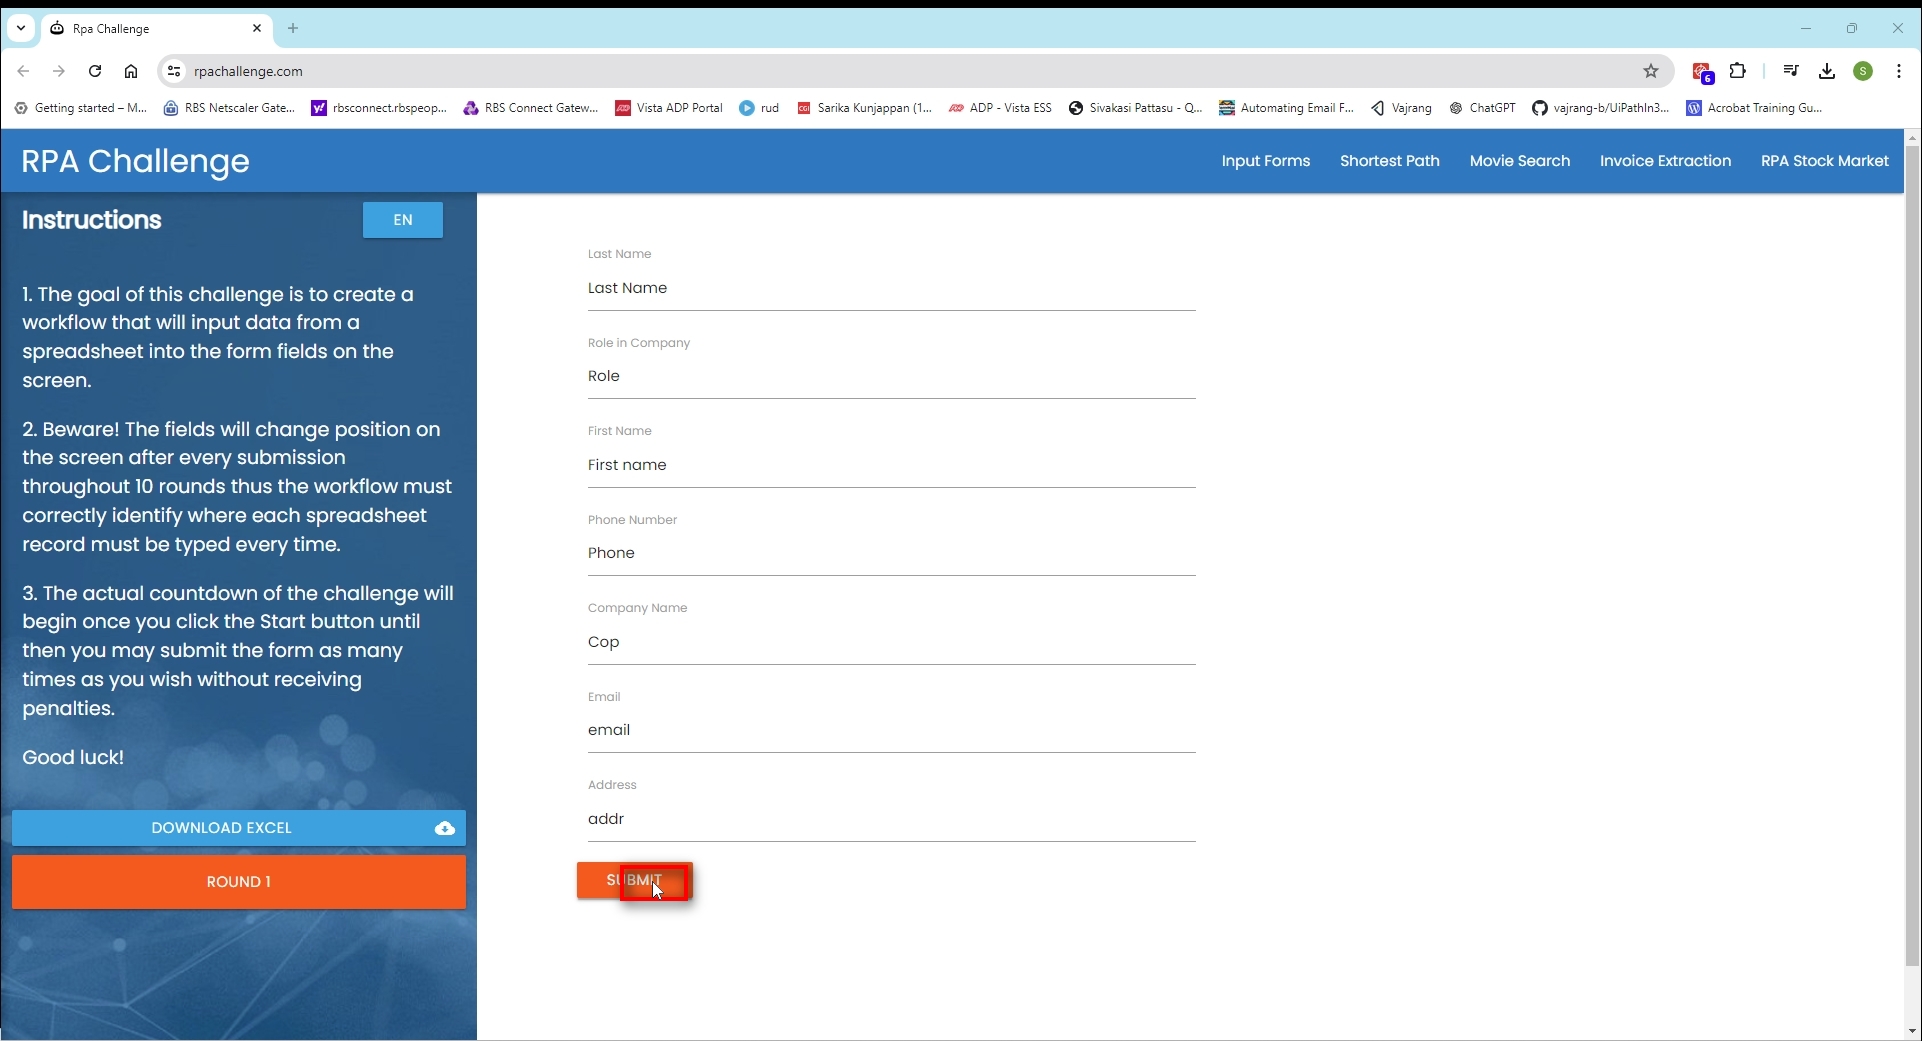 Rpa Challenge
rpachallenge.com
6
S
Getting started – M...
RBS Netscaler Gate...
rbsconnect.rbspeop...
RBS Connect Gatew...
Vista ADP Portal
rud
CGI
Sarika Kunjappan (1...
ADP - Vista ESS
Sivakasi Pattasu - Q...
Automating Email F...
Vajrang
ChatGPT
vajrang-b/UiPathIn3...
Acrobat Training Gu...
RPA Challenge
Input Forms
Shortest Path
Movie Search
Invoice Extraction
RPA Stock Market
Instructions
EN
1. The goal of this challenge is to create a
workflow that will input data from a
spreadsheet into the form fields on the
screen.
2. Beware! The fields will change position on
the screen after every submission
throughout 10 rounds thus the workflow must
correctly identify where each spreadsheet
record must be typed every time.
3. The actual countdown of the challenge will
begin once you click the Start button until
then you may submit the form as many
times as you wish without receiving
penalties.
Good luck!
DOWNLOAD EXCEL
ROUND 1
Last Name
Last Name
Role in Company
Role
First Name
First name
Phone Number
Phone
Company Name
Cop
Email
email
Address
addr
SUBMIT